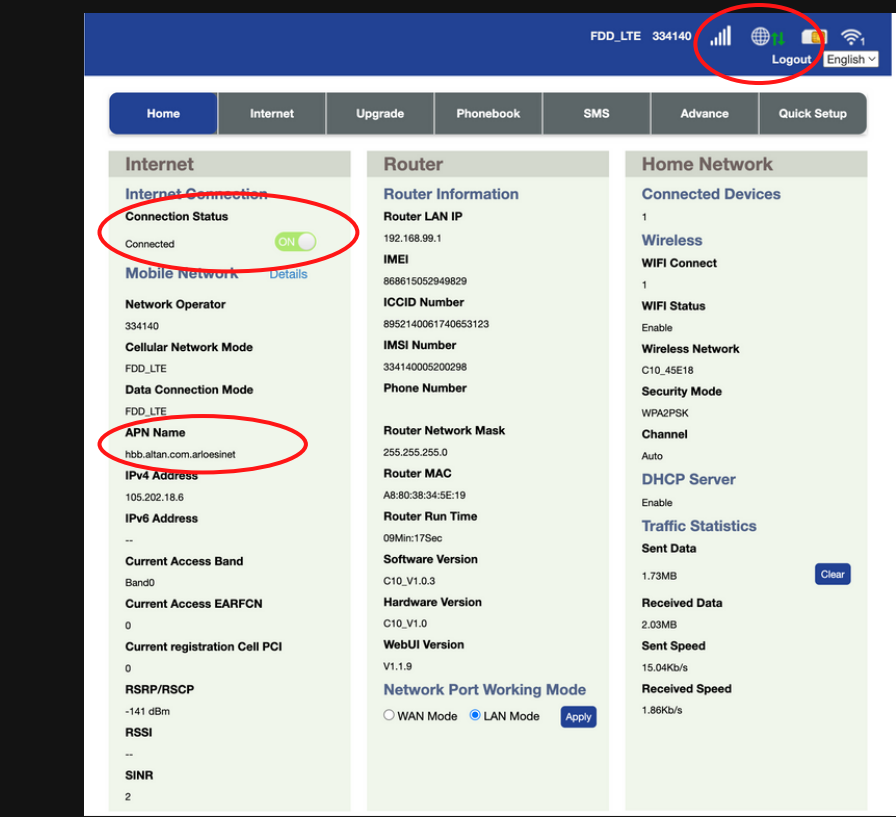 FDD_LTE 334140
1
Logout English
Home Internet Upgrade Phonebook SMS Advance Quick Setup
Internet
Internet Connection
Connection Status
Connected ON
Mobile Network Details
Network Operator
334140
Cellular Network Mode
FDD_LTE
Data Connection Mode
FDD_LTE
APN Name
hbb.altan.com.arloesinet
IPv4 Address
105.202.18.6
IPv6 Address
--
Current Access Band
Band0
Current Access EARFCN
0
Current registration Cell PCI
0
RSRP/RSCP
-141 dBm
RSSI
--
SINR
2
Router
Router Information
Router LAN IP
192.168.99.1
IMEI
868615052949829
ICCID Number
8952140061740653123
IMSI Number
334140005200298
Phone Number
Router Network Mask
255.255.255.0
Router MAC
A8:80:38:34:5E:19
Router Run Time
09Min:17Sec
Software Version
C10_V1.0.3
Hardware Version
C10_V1.0
WebUI Version
V1.1.9
Network Port Working Mode
WAN Mode LAN Mode Apply
Home Network
Connected Devices
1
Wireless
WIFI Connect
1
WIFI Status
Enable
Wireless Network
C10_45E18
Security Mode
WPA2PSK
Channel
Auto
DHCP Server
Enable
Traffic Statistics
Sent Data
1.73MB Clear
Received Data
2.03MB
Sent Speed
15.04Kb/s
Received Speed
1.86Kb/s